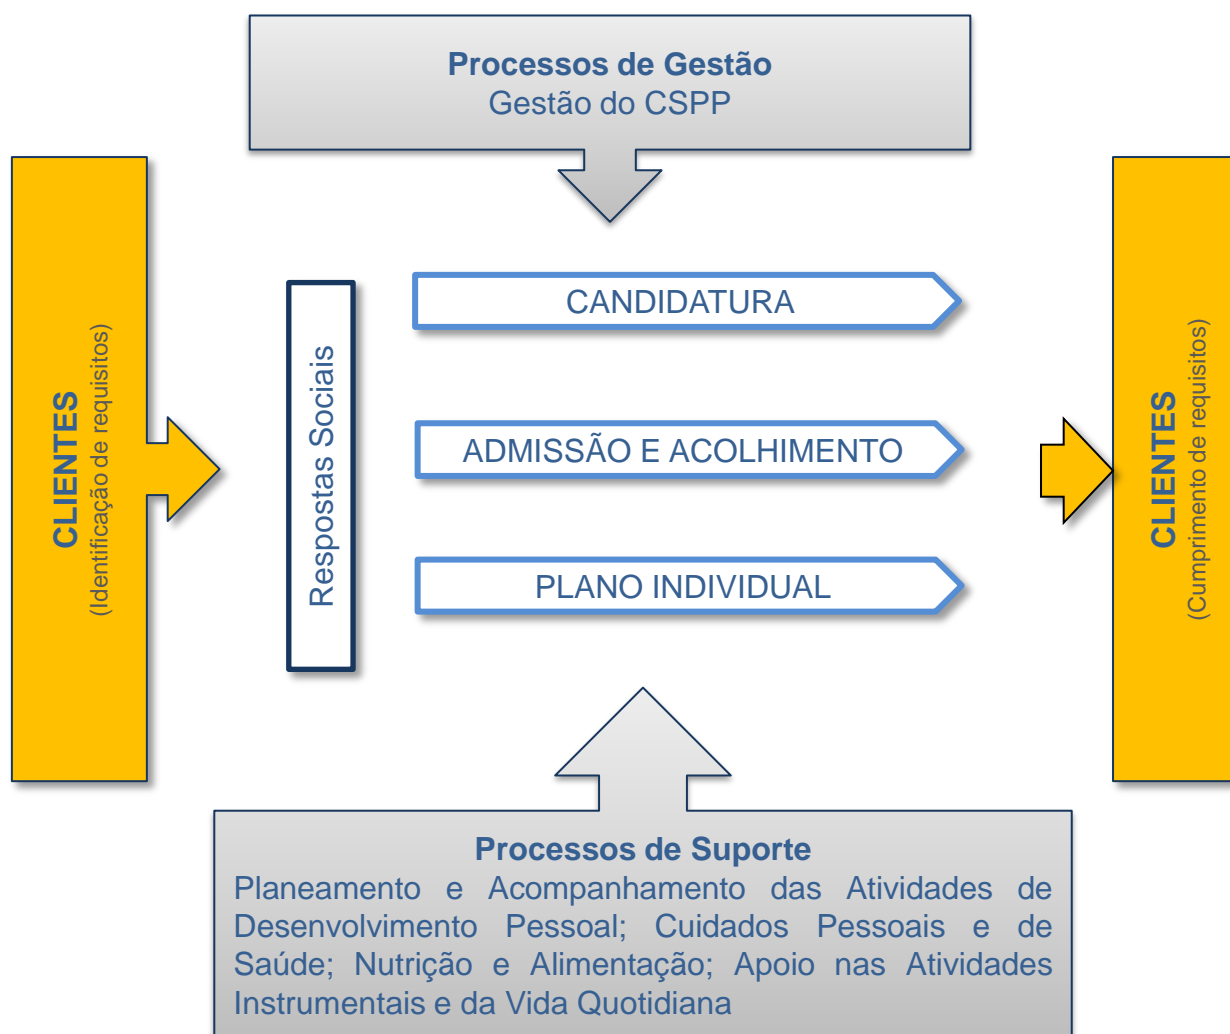 Processos de Gestão
Gestão do CSPP
CLIENTES
(Identificação de requisitos)
Respostas Sociais
CANDIDATURA
ADMISSÃO E ACOLHIMENTO
PLANO INDIVIDUAL
CLIENTES
(Cumprimento de requisitos)
Processos de Suporte
Planeamento e Acompanhamento das Atividades de
Desenvolvimento Pessoal; Cuidados Pessoais e de
Saúde; Nutrição e Alimentação; Apoio nas Atividades
Instrumentais e da Vida Quotidiana